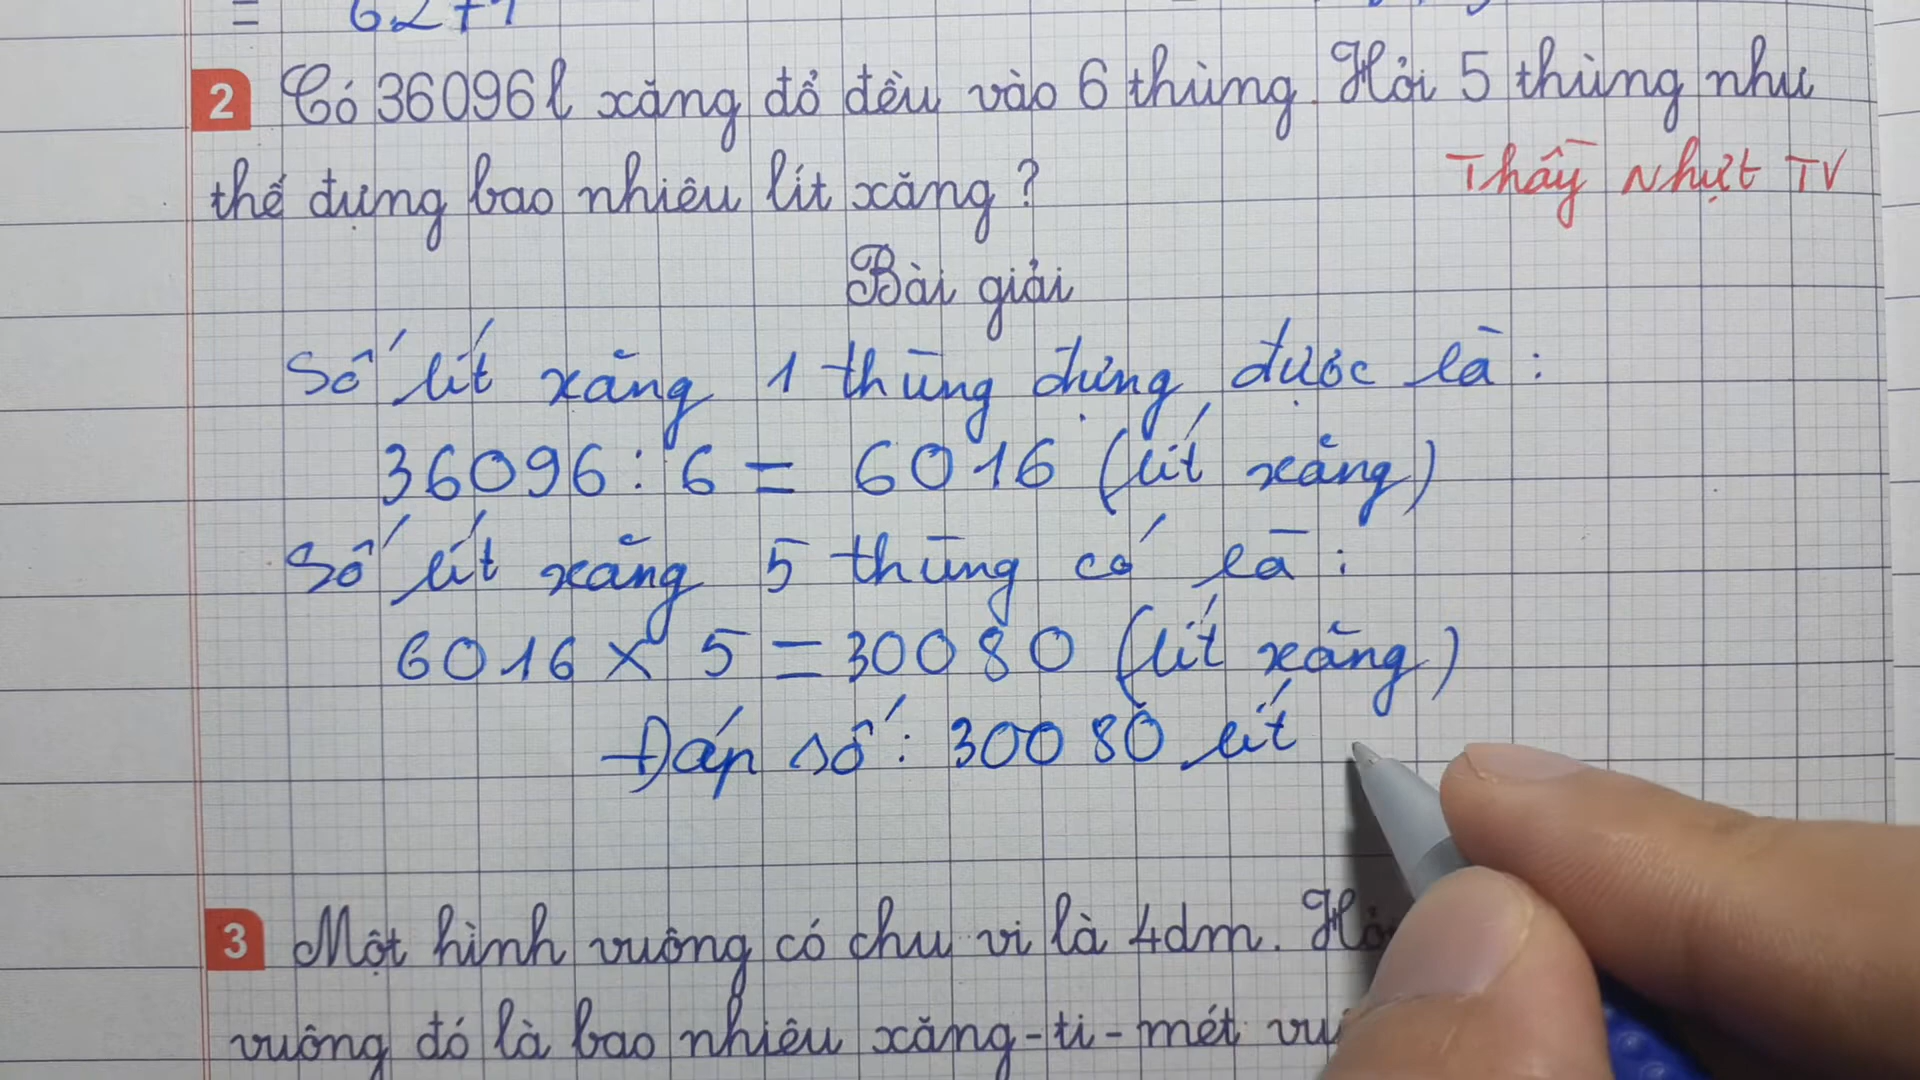 = 6274
2 Có 36096l xăng đổ đều vào 6 thùng. Hỏi 5 thùng như
thế đựng bao nhiêu lít xăng?
Thầy Nhựt TV
Bài giải
Số lít xăng 1 thùng đựng được là:
36096 : 6 = 6016 (lít xăng)
Số lít xăng 5 thùng có là:
6016 x 5 = 30080 (lít xăng)
Đáp số: 30080 lít
3 Một hình vuông có chu vi là 4dm.
vuông đó là bao nhiêu xăng-ti-mét